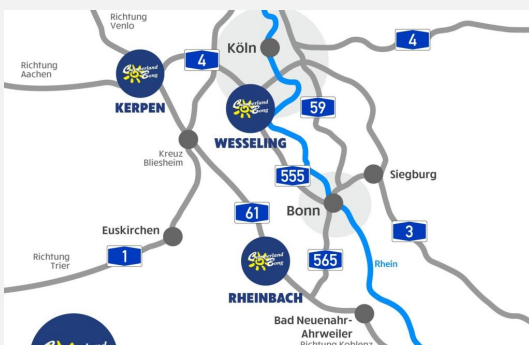 Richtung
Venlo
Köln
4
4
Richtung
Aachen
KERPEN
59
WESSELING
Kreuz
Bliesheim
555
Siegburg
61
Bonn
Euskirchen
3
1
565
Richtung
Trier
Rhein
RHEINBACH
Bad Neuenahr-
Ahrweiler
Richtung Koblenz